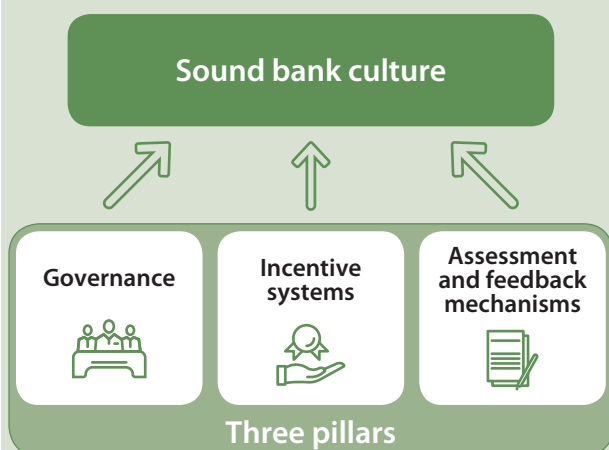 Sound bank culture
Governance
Incentive
systems
Assessment
and feedback
mechanisms
Three pillars